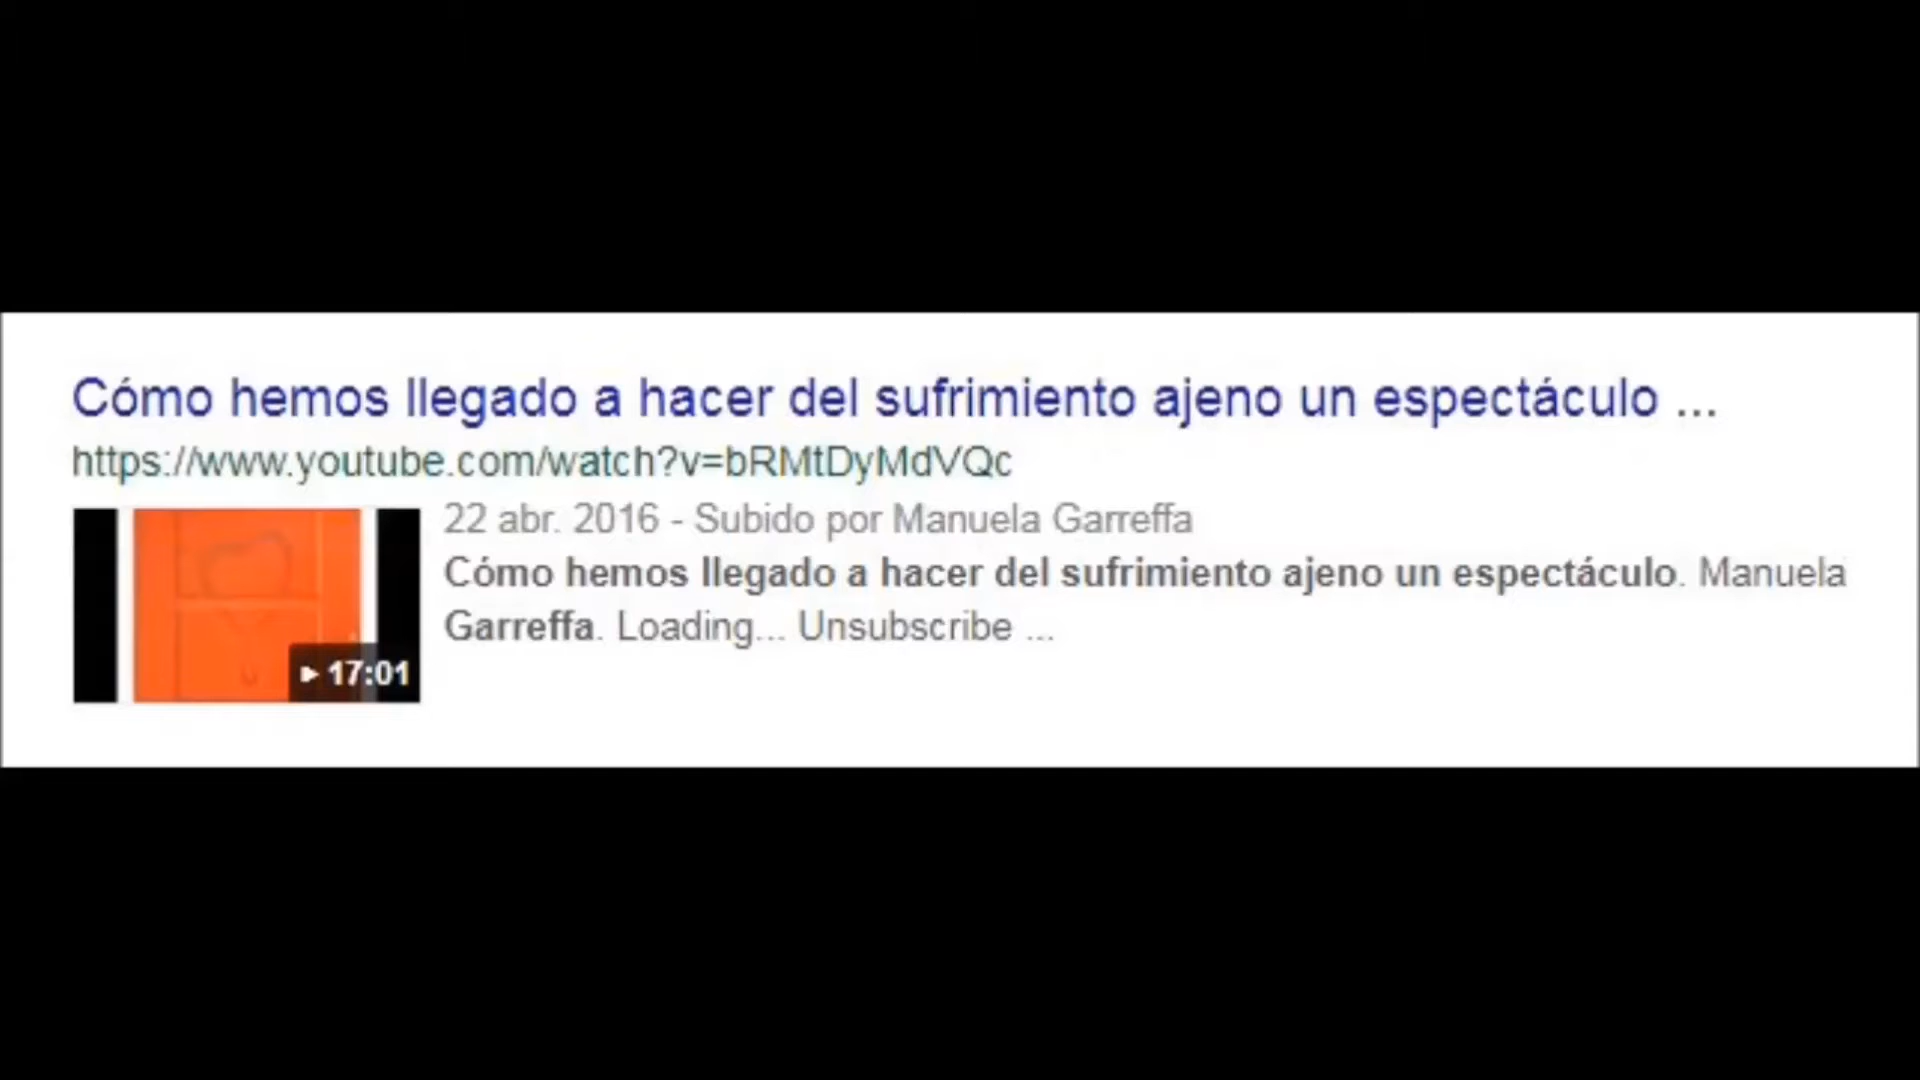 Cómo hemos llegado a hacer del sufrimiento ajeno un espectáculo ...
https://www.youtube.com/watch?v=bRMtDyMdVQc
22 abr. 2016 - Subido por Manuela Garreffa
Cómo hemos llegado a hacer del sufrimiento ajeno un espectáculo. Manuela
Garreffa. Loading... Unsubscribe ...
17:01